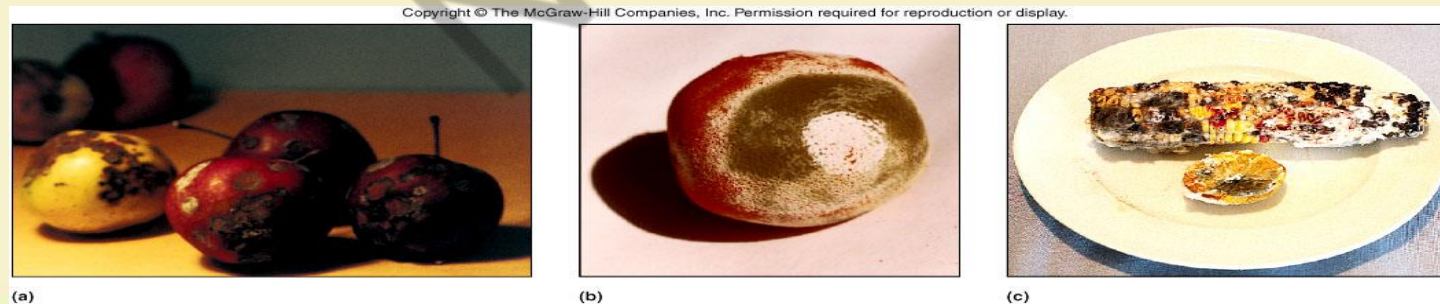 Copyright © The McGraw-Hill Companies, Inc. Permission required for reproduction or display.
(a) (b) (c)